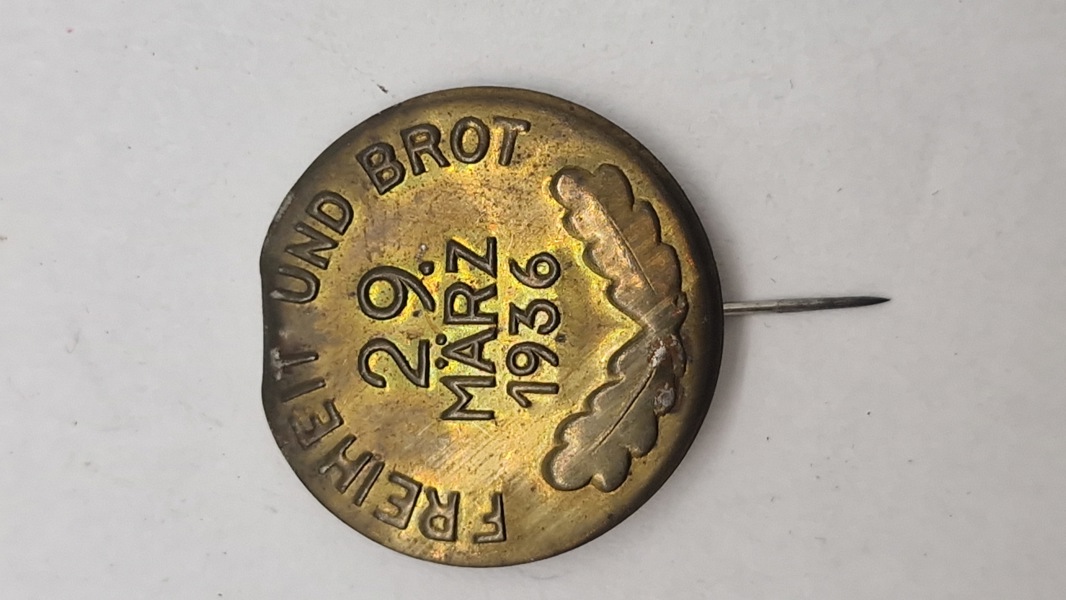 FREIHEIT UND BROT
29.
MÄRZ
1936